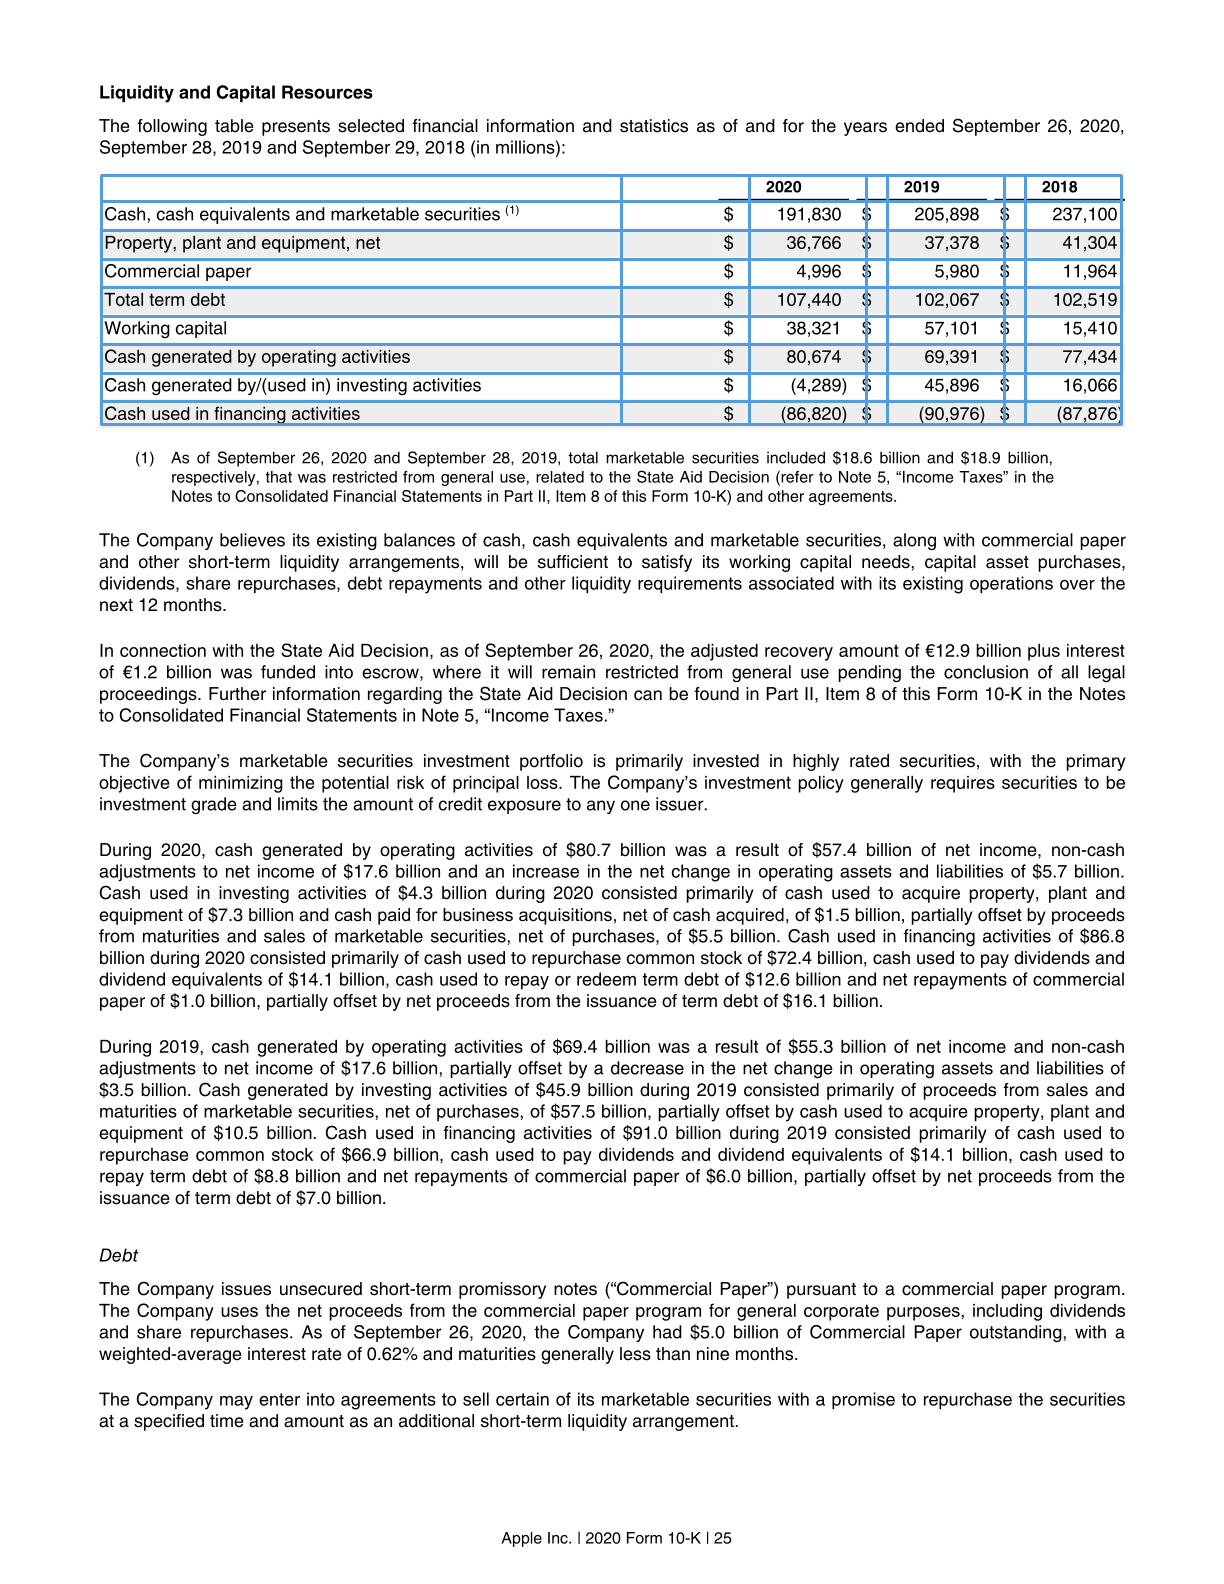 Liquidity and Capital Resources
The following table presents selected financial information and statistics as of and for the years ended September 26, 2020,
September 28, 2019 and September 29, 2018 (in millions):
2020 2019 2018
Cash, cash equivalents and marketable securities (1) $ 191,830 $ 205,898 $ 237,100
Property, plant and equipment, net $ 36,766 $ 37,378 $ 41,304
Commercial paper $ 4,996 $ 5,980 $ 11,964
Total term debt $ 107,440 $ 102,067 $ 102,519
Working capital $ 38,321 $ 57,101 $ 15,410
Cash generated by operating activities $ 80,674 $ 69,391 $ 77,434
Cash generated by/(used in) investing activities $ (4,289) $ 45,896 $ 16,066
Cash used in financing activities $ (86,820) $ (90,976) $ (87,876)
(1) As of September 26, 2020 and September 28, 2019, total marketable securities included $18.6 billion and $18.9 billion,
respectively, that was restricted from general use, related to the State Aid Decision (refer to Note 5, “Income Taxes” in the
Notes to Consolidated Financial Statements in Part II, Item 8 of this Form 10-K) and other agreements.
The Company believes its existing balances of cash, cash equivalents and marketable securities, along with commercial paper
and other short-term liquidity arrangements, will be sufficient to satisfy its working capital needs, capital asset purchases,
dividends, share repurchases, debt repayments and other liquidity requirements associated with its existing operations over the
next 12 months.
In connection with the State Aid Decision, as of September 26, 2020, the adjusted recovery amount of €12.9 billion plus interest
of €1.2 billion was funded into escrow, where it will remain restricted from general use pending the conclusion of all legal
proceedings. Further information regarding the State Aid Decision can be found in Part II, Item 8 of this Form 10-K in the Notes
to Consolidated Financial Statements in Note 5, “Income Taxes.”
The Company’s marketable securities investment portfolio is primarily invested in highly rated securities, with the primary
objective of minimizing the potential risk of principal loss. The Company’s investment policy generally requires securities to be
investment grade and limits the amount of credit exposure to any one issuer.
During 2020, cash generated by operating activities of $80.7 billion was a result of $57.4 billion of net income, non-cash
adjustments to net income of $17.6 billion and an increase in the net change in operating assets and liabilities of $5.7 billion.
Cash used in investing activities of $4.3 billion during 2020 consisted primarily of cash used to acquire property, plant and
equipment of $7.3 billion and cash paid for business acquisitions, net of cash acquired, of $1.5 billion, partially offset by proceeds
from maturities and sales of marketable securities, net of purchases, of $5.5 billion. Cash used in financing activities of $86.8
billion during 2020 consisted primarily of cash used to repurchase common stock of $72.4 billion, cash used to pay dividends and
dividend equivalents of $14.1 billion, cash used to repay or redeem term debt of $12.6 billion and net repayments of commercial
paper of $1.0 billion, partially offset by net proceeds from the issuance of term debt of $16.1 billion.
During 2019, cash generated by operating activities of $69.4 billion was a result of $55.3 billion of net income and non-cash
adjustments to net income of $17.6 billion, partially offset by a decrease in the net change in operating assets and liabilities of
$3.5 billion. Cash generated by investing activities of $45.9 billion during 2019 consisted primarily of proceeds from sales and
maturities of marketable securities, net of purchases, of $57.5 billion, partially offset by cash used to acquire property, plant and
equipment of $10.5 billion. Cash used in financing activities of $91.0 billion during 2019 consisted primarily of cash used to
repurchase common stock of $66.9 billion, cash used to pay dividends and dividend equivalents of $14.1 billion, cash used to
repay term debt of $8.8 billion and net repayments of commercial paper of $6.0 billion, partially offset by net proceeds from the
issuance of term debt of $7.0 billion.
Debt
The Company issues unsecured short-term promissory notes (“Commercial Paper”) pursuant to a commercial paper program.
The Company uses the net proceeds from the commercial paper program for general corporate purposes, including dividends
and share repurchases. As of September 26, 2020, the Company had $5.0 billion of Commercial Paper outstanding, with a
weighted-average interest rate of 0.62% and maturities generally less than nine months.
The Company may enter into agreements to sell certain of its marketable securities with a promise to repurchase the securities
at a specified time and amount as an additional short-term liquidity arrangement.
Apple Inc. | 2020 Form 10-K | 25